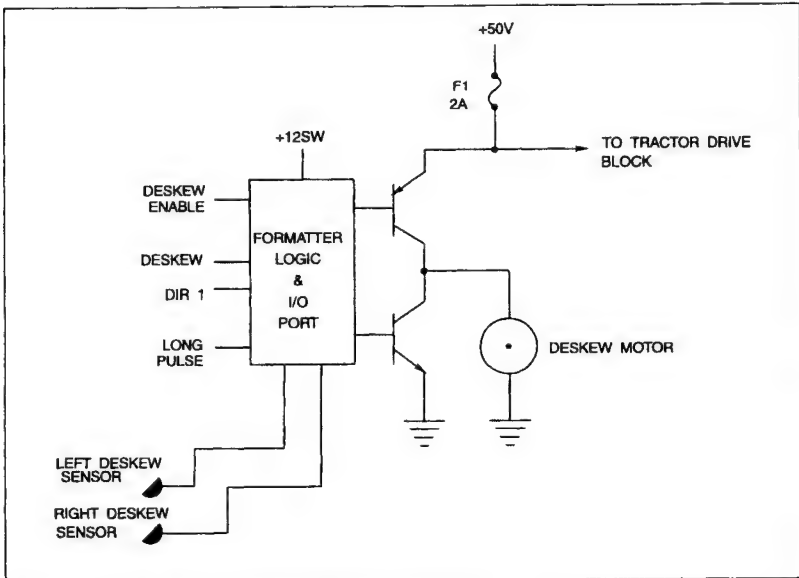 +50V
F1
2A
TO TRACTOR DRIVE
BLOCK
+12SW
DESKEW
ENABLE
FORMATTER
LOGIC
&
I/O
PORT
DESKEW
DIR 1
LONG
PULSE
DESKEW MOTOR
LEFT DESKEW
SENSOR
RIGHT DESKEW
SENSOR